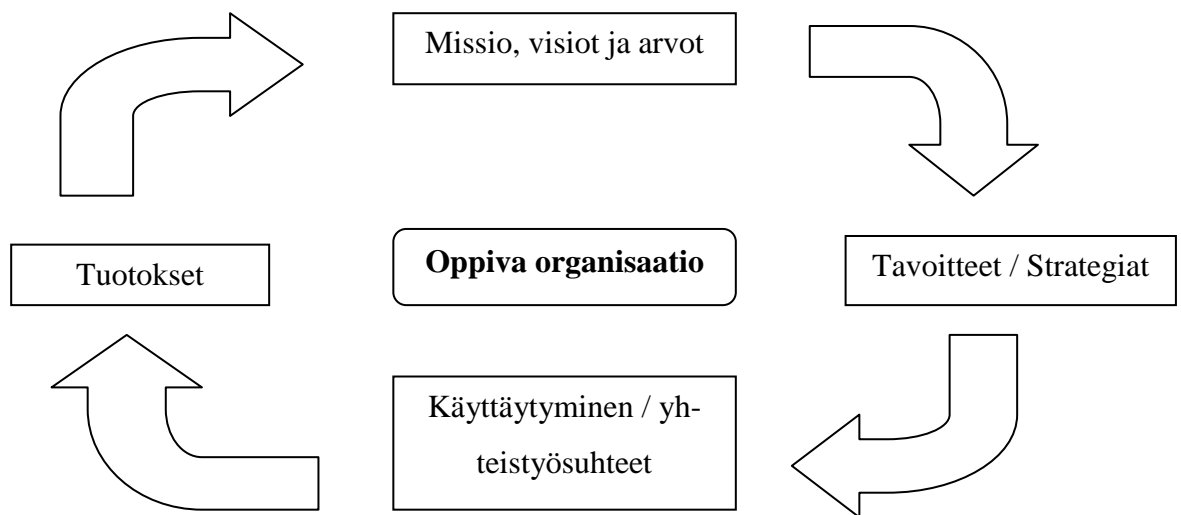 Missio, visiot ja arvot
Tuotokset
Oppiva organisaatio
Tavoitteet / Strategiat
Käyttäytyminen / yh-
teistyösuhteet